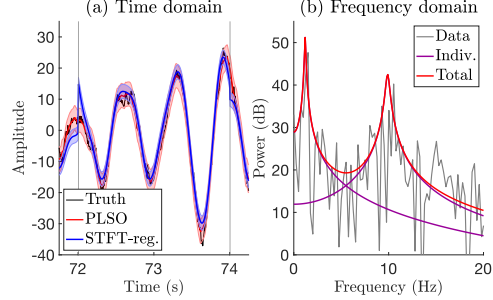 (a) Time domain
(b) Frequency domain
Amplitude
30
20
10
0
-10
-20
-30
-40
72
73
74
Time (s)
Truth
PLSO
STFT-reg.
Power (dB)
50
40
30
20
10
0
0
5
10
15
20
Frequency (Hz)
Data
Indiv.
Total